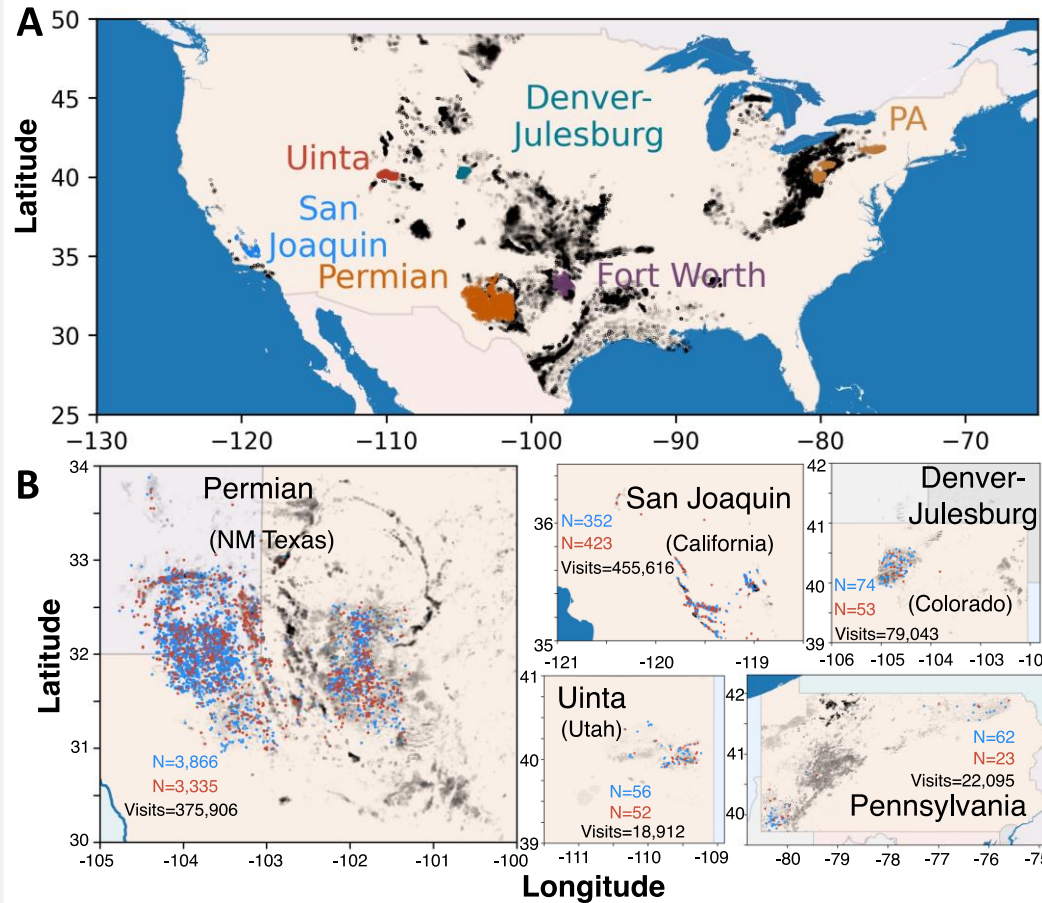 A
50
45
40
35
30
25
Latitude
Denver-
Julesburg
PA
Uinta
San
Joaquin
Permian
Fort Worth
−130
−120
−110
−100
−90
−80
−70
B
34
33
32
31
30
Latitude
Permian
(NM Texas)
N=3,866
N=3,335
Visits=375,906
-105
-104
-103
-102
-101
-100
36
35
San Joaquin
N=352
N=423
(California)
Visits=455,616
-121
-120
-119
42
41
40
39
Denver-
Julesburg
N=74
N=53
(Colorado)
Visits=79,043
-106
-105
-104
-103
-102
-10
41
40
39
Uinta
(Utah)
N=56
N=52
Visits=18,912
-111
-110
-109
42
41
40
N=62
N=23
Visits=22,095
Pennsylvania
-80
-79
-78
-77
-76
-75
Longitude